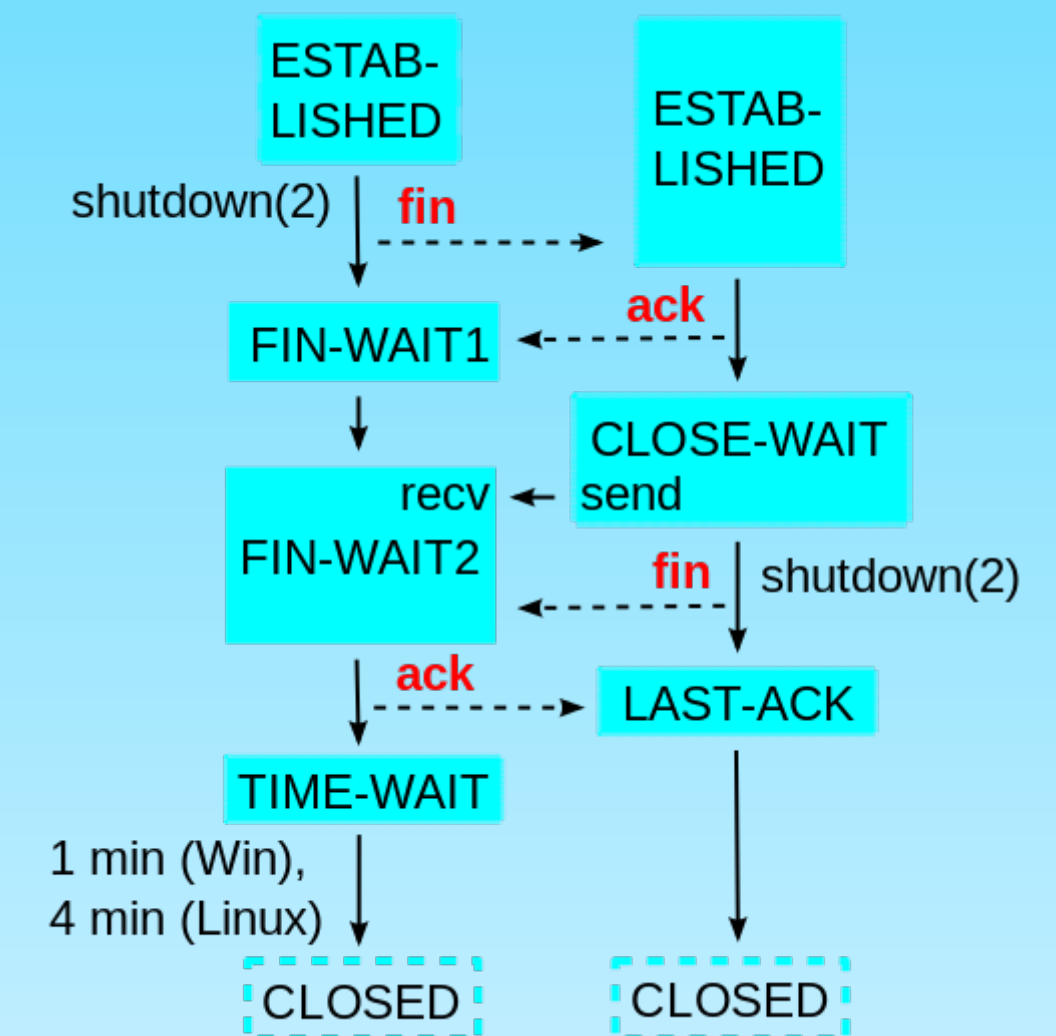 ESTAB-
LISHED
ESTAB-
LISHED
shutdown(2)
fin
ack
FIN-WAIT1
CLOSE-WAIT
recv
send
FIN-WAIT2
fin
shutdown(2)
ack
LAST-ACK
TIME-WAIT
1 min (Win),
4 min (Linux)
CLOSED
CLOSED